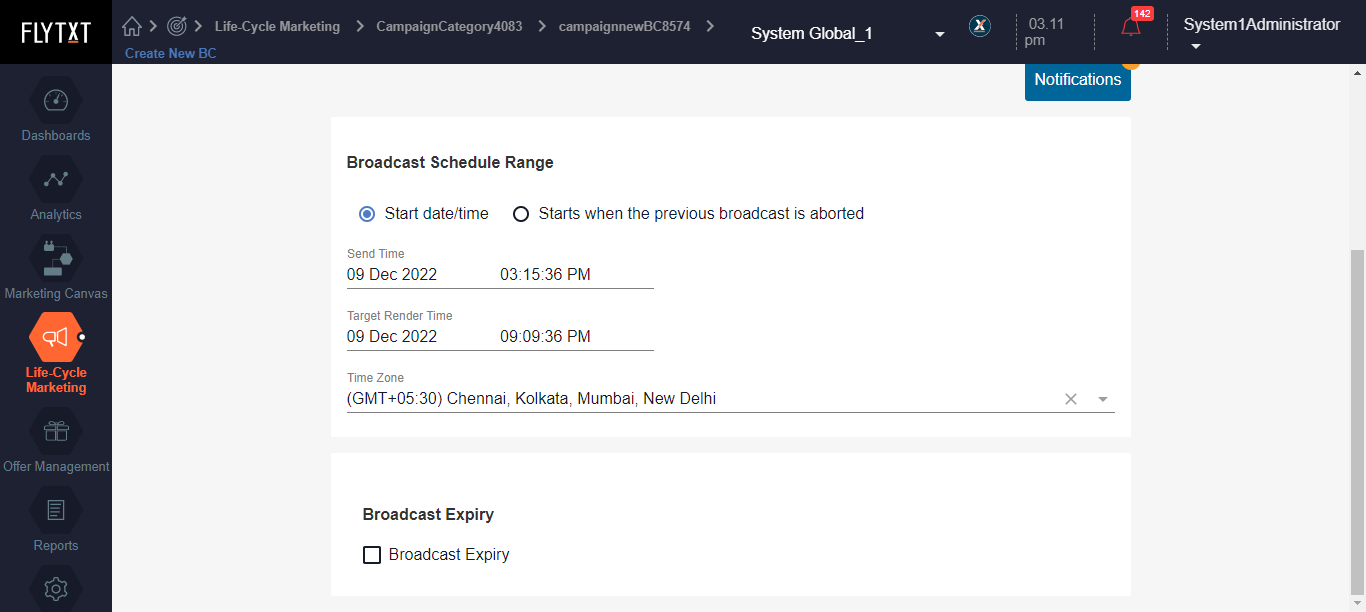 FLYTXT
Life-Cycle Marketing
CampaignCategory4083
campaignnewBC8574
Create New BC
System Global_1
X
03.11
pm
142
System1Administrator
Notifications
Dashboards
Analytics
Marketing Canvas
Life-Cycle
Marketing
Offer Management
Reports
Broadcast Schedule Range
Start date/time
Starts when the previous broadcast is aborted
Send Time
09 Dec 2022 03:15:36 PM
Target Render Time
09 Dec 2022 09:09:36 PM
Time Zone
(GMT+05:30) Chennai, Kolkata, Mumbai, New Delhi
Broadcast Expiry
Broadcast Expiry